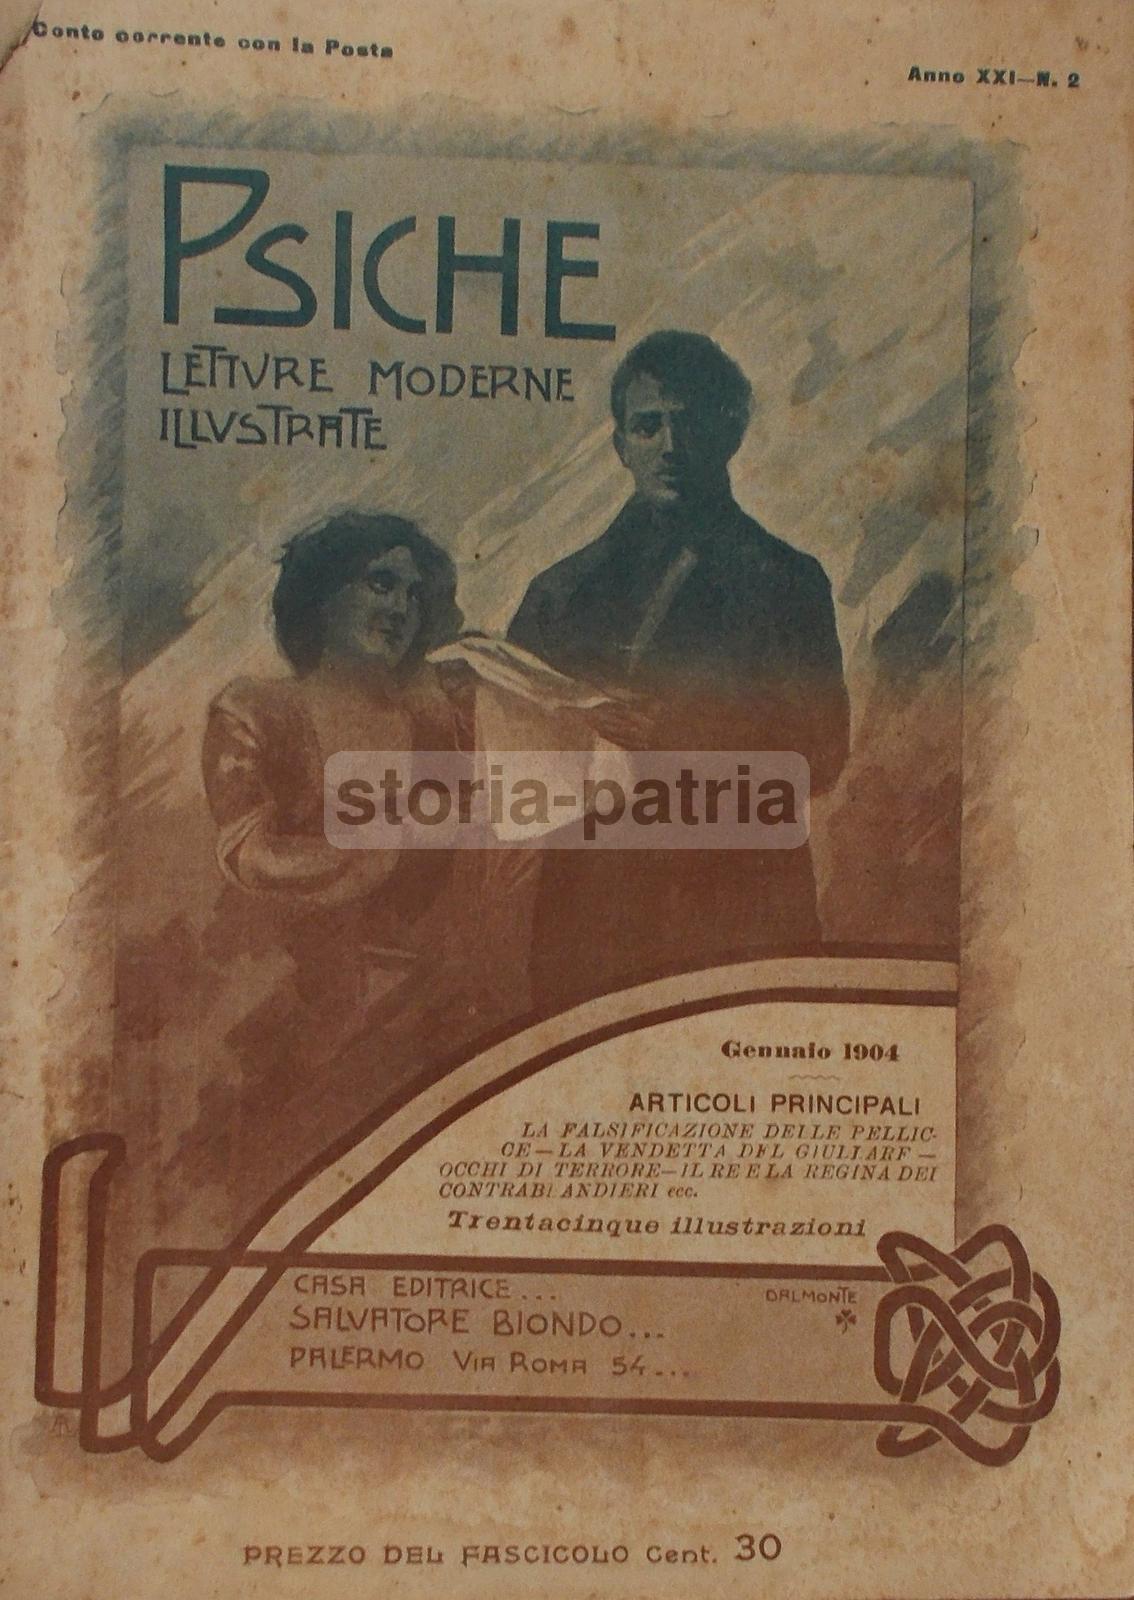 Conto corrente con la Posta
Anno XXI—N. 2
PSICHE
LETTVRE MODERNE
ILLVSTRATE
storia-patria
Gennaio 1904
ARTICOLI PRINCIPALI
LA FALSIFICAZIONE DELLE PELLIC-
CE—LA VENDETTA DEL GIULLARE—
OCCHI DI TERRORE—IL RE E LA REGINA DEI
CONTRABBANDIERI ecc.
Trentacinque illustrazioni
CASA EDITRICE...
DALMONTE
SALVATORE BIONDO...
PALERMO VIA ROMA 54...
PREZZO DEL FASCICOLO Cent. 30